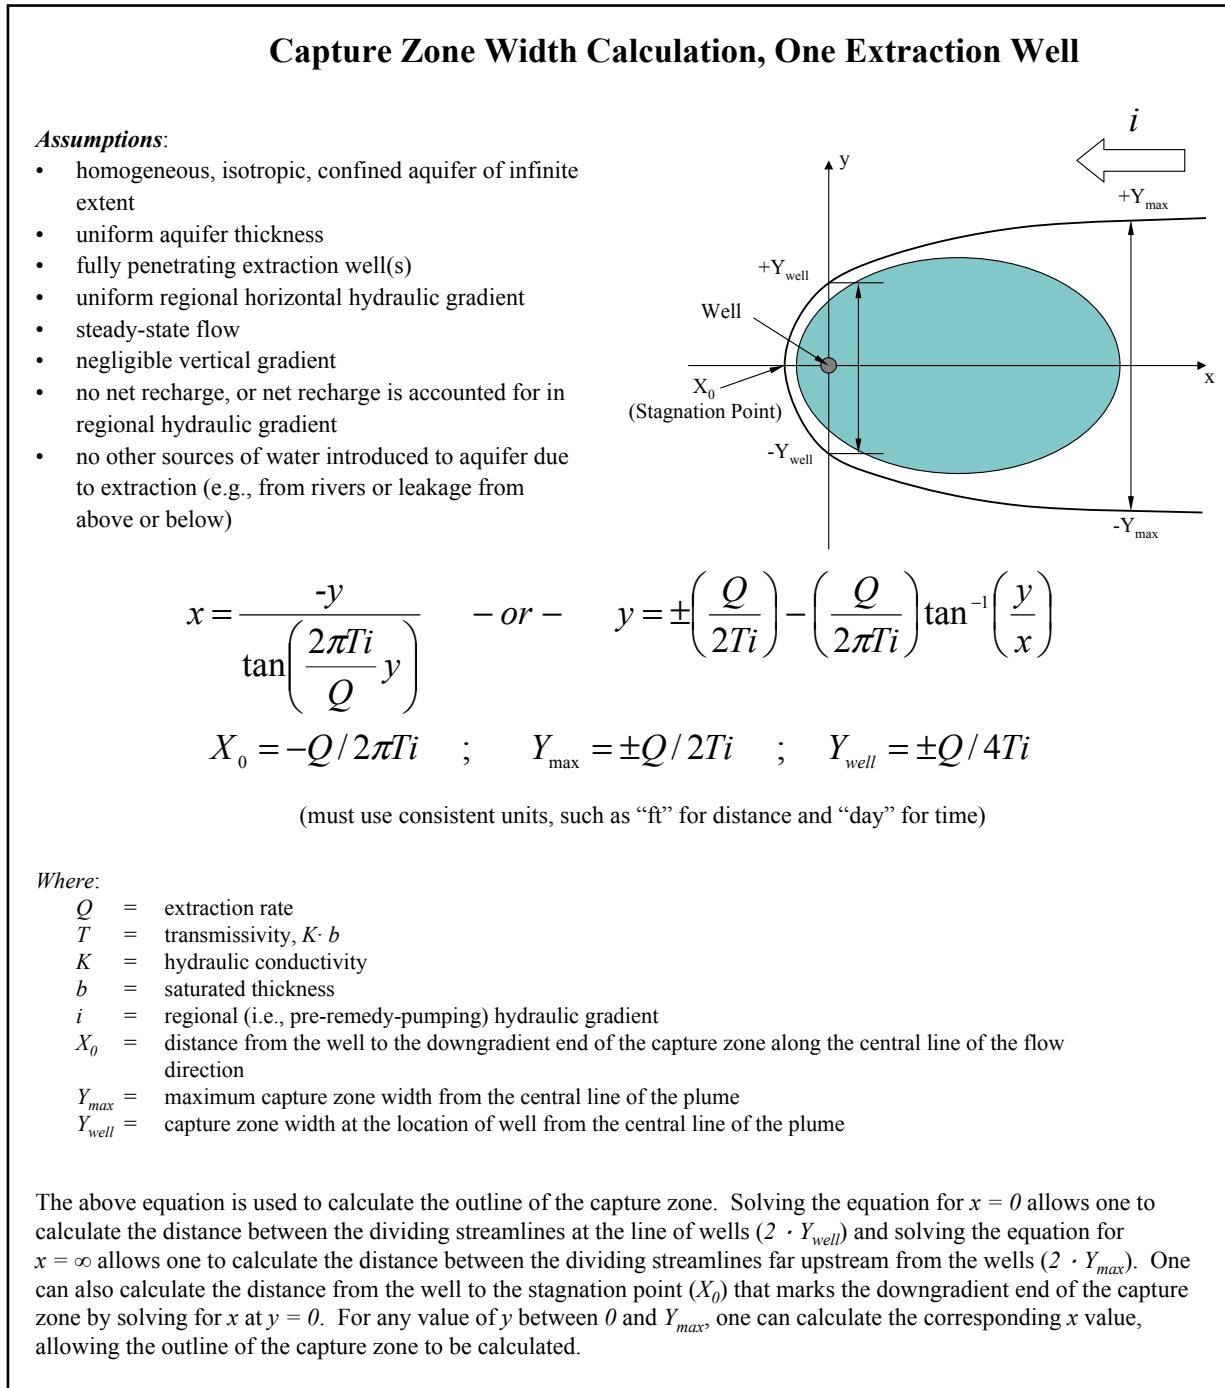 Capture Zone Width Calculation, One Extraction Well
Assumptions:
• homogeneous, isotropic, confined aquifer of infinite
extent
• uniform aquifer thickness
• fully penetrating extraction well(s)
• uniform regional horizontal hydraulic gradient
• steady-state flow
• negligible vertical gradient
• no net recharge, or net recharge is accounted for in
regional hydraulic gradient
• no other sources of water introduced to aquifer due
to extraction (e.g., from rivers or leakage from
above or below)
i
y
+Y_max
+Y_well
Well
x
X_0
(Stagnation Point)
-Y_well
-Y_max
x = -y / tan( (2πTi / Q) y ) – or – y = ±( Q / 2Ti ) – ( Q / 2πTi ) tan⁻¹( y / x )
X_0 = –Q / 2πTi ; Y_max = ±Q / 2Ti ; Y_well = ±Q / 4Ti
(must use consistent units, such as “ft” for distance and “day” for time)
Where:
Q = extraction rate
T = transmissivity, K· b
K = hydraulic conductivity
b = saturated thickness
i = regional (i.e., pre-remedy-pumping) hydraulic gradient
X_0 = distance from the well to the downgradient end of the capture zone along the central line of the flow
direction
Y_max = maximum capture zone width from the central line of the plume
Y_well = capture zone width at the location of well from the central line of the plume
The above equation is used to calculate the outline of the capture zone. Solving the equation for x = 0 allows one to
calculate the distance between the dividing streamlines at the line of wells (2 · Y_well) and solving the equation for
x = ∞ allows one to calculate the distance between the dividing streamlines far upstream from the wells (2 · Y_max). One
can also calculate the distance from the well to the stagnation point (X_0) that marks the downgradient end of the capture
zone by solving for x at y = 0. For any value of y between 0 and Y_max, one can calculate the corresponding x value,
allowing the outline of the capture zone to be calculated.